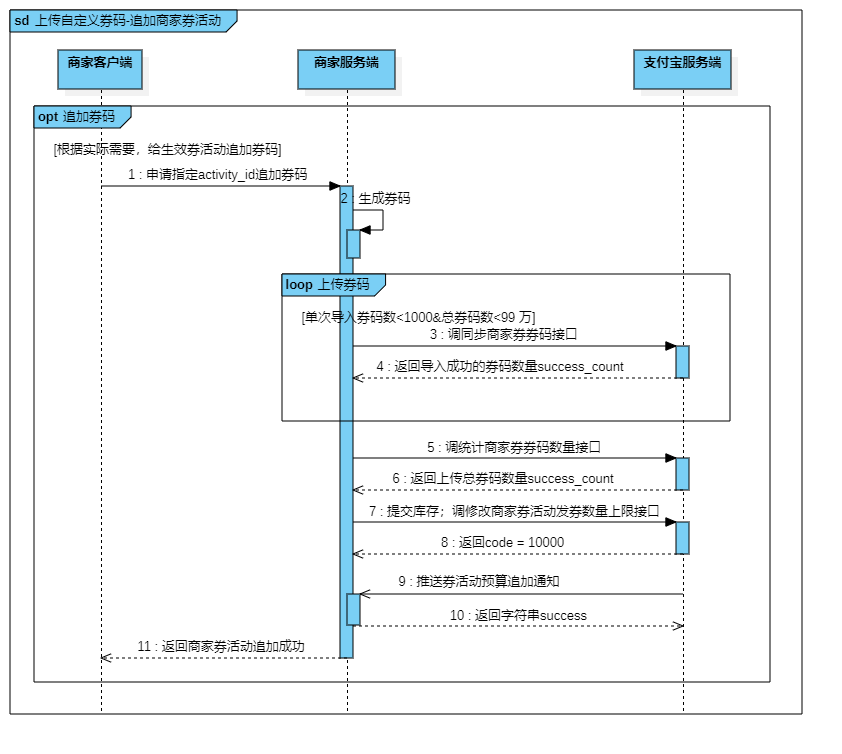 sd 上传自定义券码-追加商家券活动
商家客户端
商家服务端
支付宝服务端
opt 追加券码
[根据实际需要，给生效券活动追加券码]
1 : 申请指定activity_id追加券码
2 : 生成券码
loop 上传券码
[单次导入券码数<1000&总券码数<99 万]
3 : 调同步商家券券码接口
4 : 返回导入成功的券码数量success_count
5 : 调统计商家券券码数量接口
6 : 返回上传总券码数量success_count
7 : 提交库存；调修改商家券活动发券数量上限接口
8 : 返回code = 10000
9 : 推送券活动预算追加通知
10 : 返回字符串success
11 : 返回商家券活动追加成功